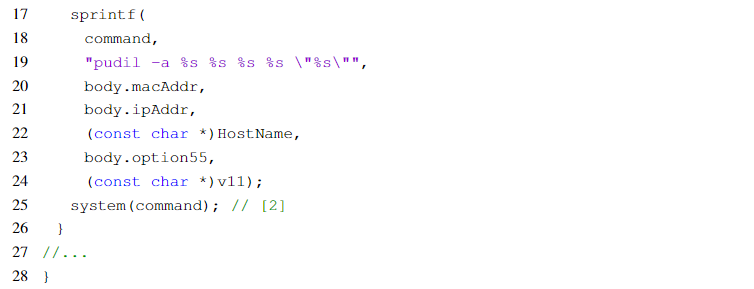 17 sprintf(
18 command,
19 "pudil -a %s %s %s %s \"%s\"",
20 body.macAddr,
21 body.ipAddr,
22 (const char *)HostName,
23 body.option55,
24 (const char *)v11);
25 system(command); // [2]
26 }
27 //...
28 }